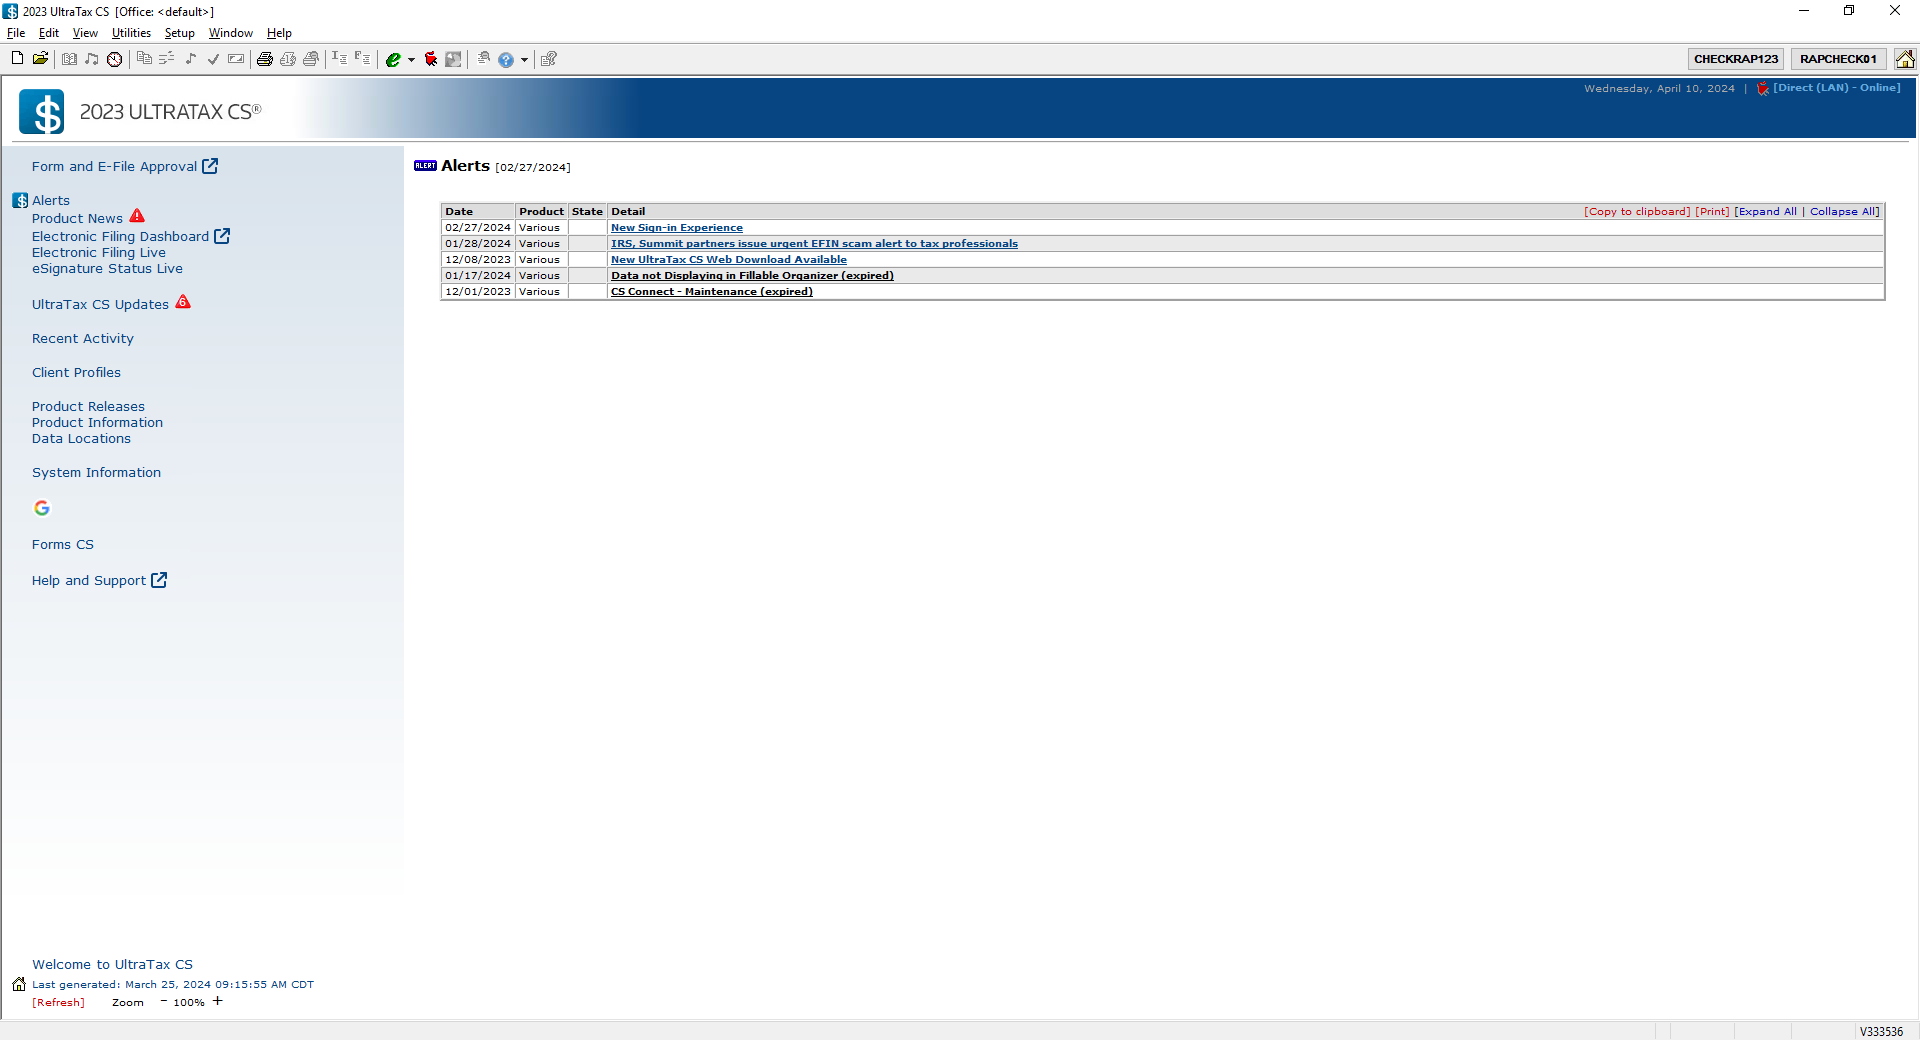 2023 UltraTax CS [Office: <default>]
File Edit View Utilities Setup Window Help
CHECKRAP123 RAPCHECK01
2023 ULTRATAX CS®
Wednesday, April 10, 2024 | [Direct (LAN) - Online]
Form and E-File Approval
Alerts
Product News
Electronic Filing Dashboard
Electronic Filing Live
eSignature Status Live
UltraTax CS Updates 6
Recent Activity
Client Profiles
Product Releases
Product Information
Data Locations
System Information
Forms CS
Help and Support
ALERT Alerts [02/27/2024]
Date Product State Detail [Copy to clipboard] [Print] [Expand All | Collapse All]
02/27/2024 Various New Sign-in Experience
01/28/2024 Various IRS, Summit partners issue urgent EFIN scam alert to tax professionals
12/08/2023 Various New UltraTax CS Web Download Available
01/17/2024 Various Data not Displaying in Fillable Organizer (expired)
12/01/2023 Various CS Connect - Maintenance (expired)
Welcome to UltraTax CS
Last generated: March 25, 2024 09:15:55 AM CDT
[Refresh] Zoom - 100% +
V333536